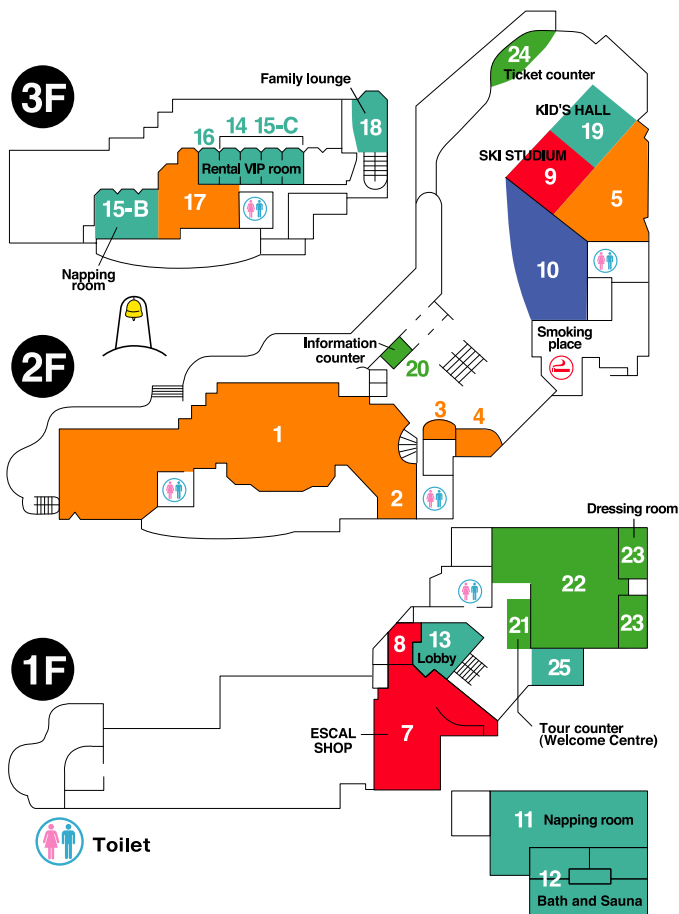 24
Ticket counter
Family lounge
3F
18
KID'S HALL
19
16
14
15-C
Rental VIP room
SKI STUDIUM
9
5
15-B
17
10
Napping
room
Information
counter
20
Smoking
place
2F
3
4
1
2
Dressing room
23
22
23
21
8
13
Lobby
1F
25
ESCAL
SHOP
7
Tour counter
(Welcome Centre)
11
Napping room
Toilet
12
Bath and Sauna